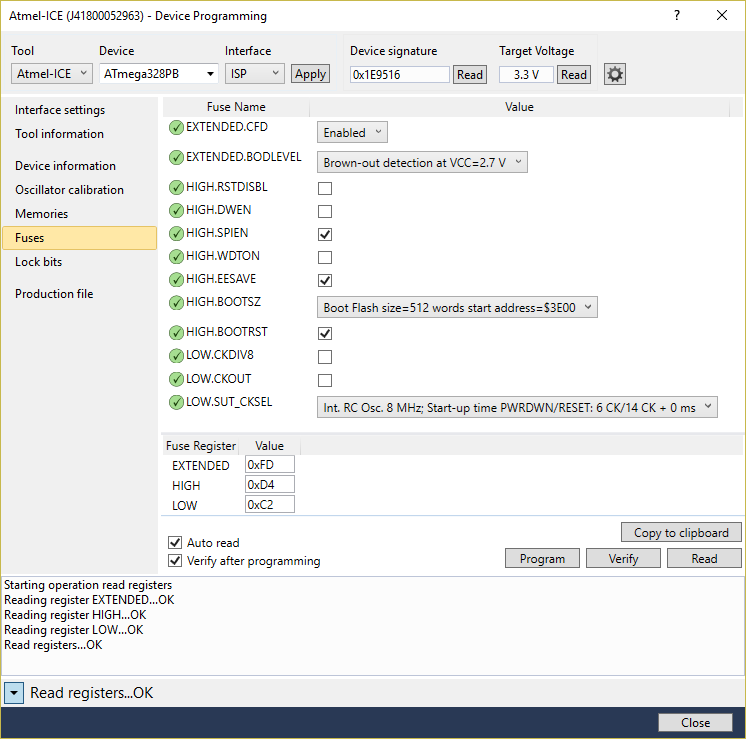 Atmel-ICE (J41800052963) - Device Programming
Tool Device Interface Device signature Target Voltage
Atmel-ICE ATmega328PB ISP Apply 0x1E9516 Read 3.3 V Read
Interface settings
Tool information
Device information
Oscillator calibration
Memories
Fuses
Lock bits
Production file
Fuse Name Value
EXTENDED.CFD Enabled
EXTENDED.BODLEVEL Brown-out detection at VCC=2.7 V
HIGH.RSTDISBL
HIGH.DWEN
HIGH.SPIEN
HIGH.WDTON
HIGH.EESAVE
HIGH.BOOTSZ Boot Flash size=512 words start address=$3E00
HIGH.BOOTRST
LOW.CKDIV8
LOW.CKOUT
LOW.SUT_CKSEL Int. RC Osc. 8 MHz; Start-up time PWRDWN/RESET: 6 CK/14 CK + 0 ms
Fuse Register Value
EXTENDED 0xFD
HIGH 0xD4
LOW 0xC2
Copy to clipboard
Auto read
Verify after programming
Program Verify Read
Starting operation read registers
Reading register EXTENDED...OK
Reading register HIGH...OK
Reading register LOW...OK
Read registers...OK
Read registers...OK
Close